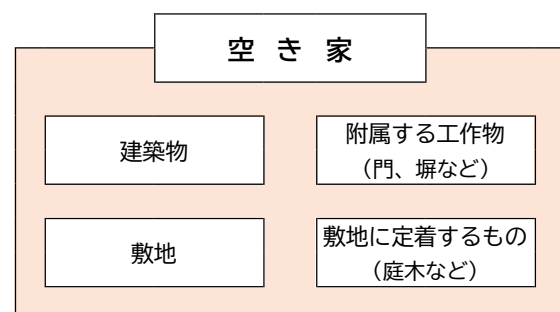 空き家
建築物
附属する工作物
（門、塀など）
敷地
敷地に定着するもの
（庭木など）